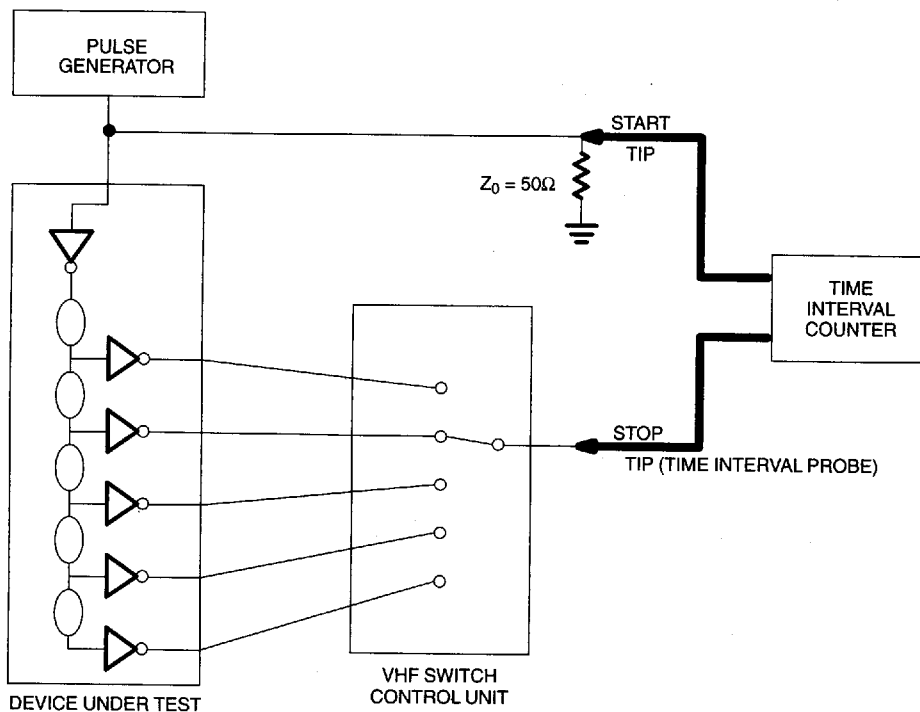 PULSE
GENERATOR
START
TIP
Z₀ = 50Ω
TIME
INTERVAL
COUNTER
STOP
TIP (TIME INTERVAL PROBE)
VHF SWITCH
CONTROL UNIT
DEVICE UNDER TEST